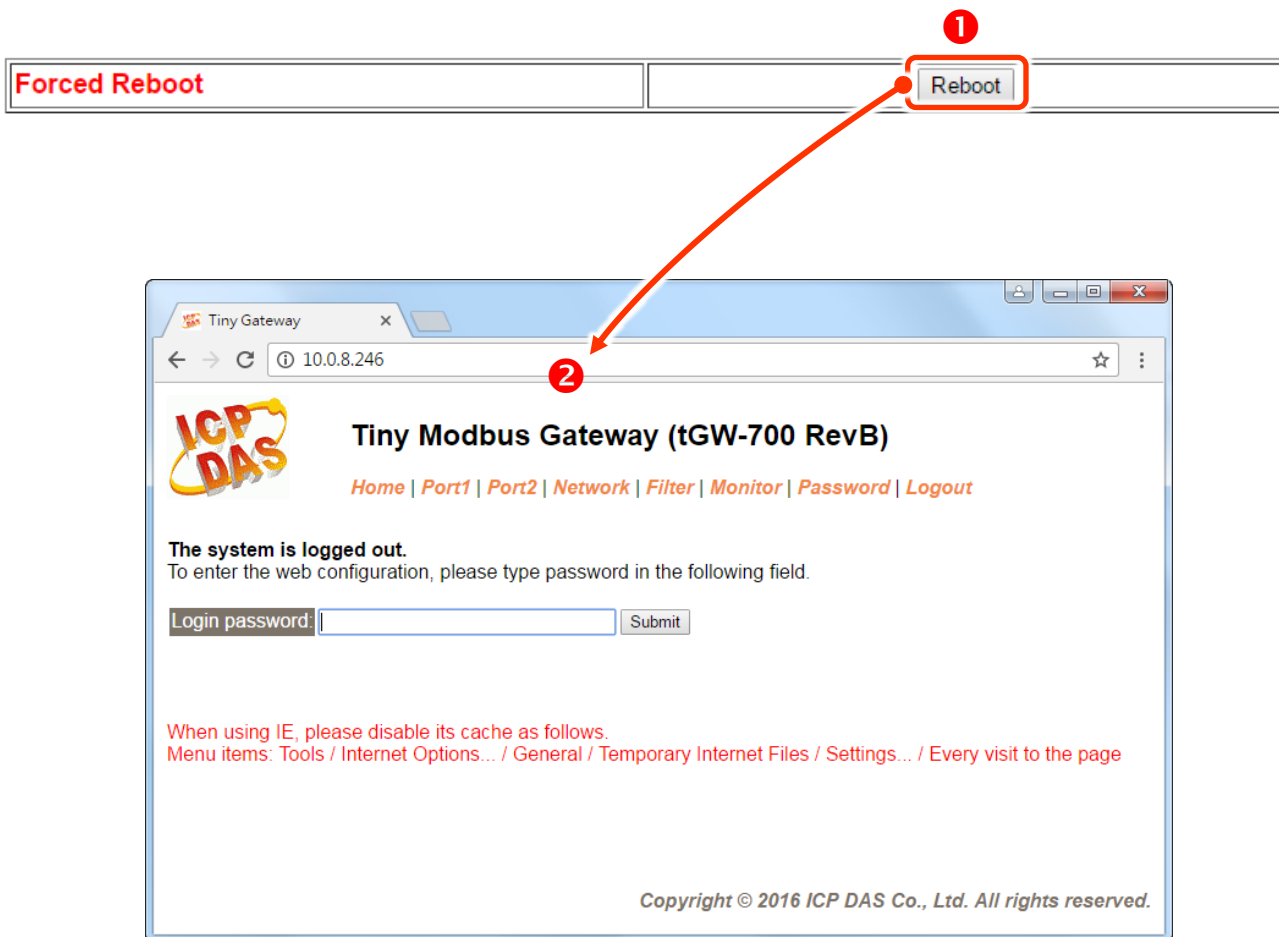 1
Forced Reboot Reboot
Tiny Gateway
10.0.8.246
2
ICP DAS
Tiny Modbus Gateway (tGW-700 RevB)
Home | Port1 | Port2 | Network | Filter | Monitor | Password | Logout
The system is logged out.
To enter the web configuration, please type password in the following field.
Login password: Submit
When using IE, please disable its cache as follows.
Menu items: Tools / Internet Options... / General / Temporary Internet Files / Settings... / Every visit to the page
Copyright © 2016 ICP DAS Co., Ltd. All rights reserved.